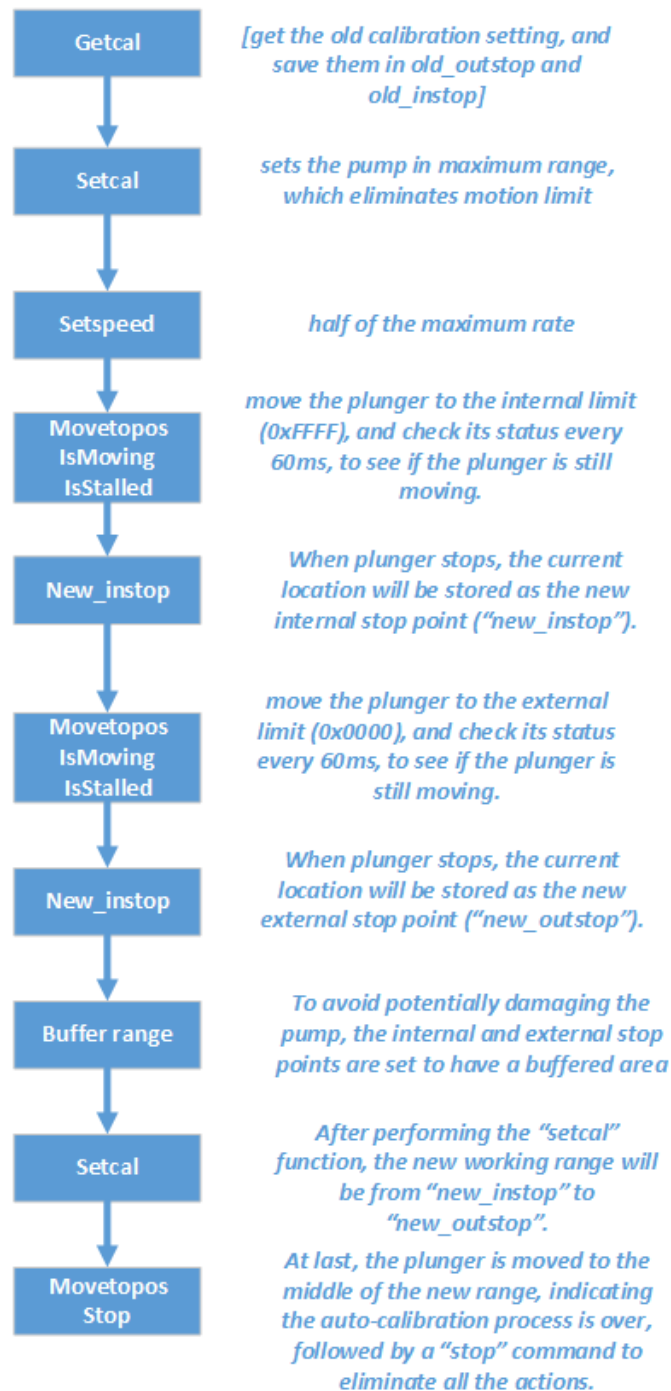 Getcal
[get the old calibration setting, and
save them in old_outstop and
old_instop]
Setcal
sets the pump in maximum range,
which eliminates motion limit
Setspeed
half of the maximum rate
Movetopos
IsMoving
IsStalled
move the plunger to the internal limit
(0xFFFF), and check its status every
60ms, to see if the plunger is still
moving.
New_instop
When plunger stops, the current
location will be stored as the new
internal stop point (“new_instop”).
Movetopos
IsMoving
IsStalled
move the plunger to the external
limit (0x0000), and check its status
every 60ms, to see if the plunger is
still moving.
New_instop
When plunger stops, the current
location will be stored as the new
external stop point (“new_outstop”).
Buffer range
To avoid potentially damaging the
pump, the internal and external stop
points are set to have a buffered area
Setcal
After performing the “setcal”
function, the new working range will
be from “new_instop” to
“new_outstop”.
Movetopos
Stop
At last, the plunger is moved to the
middle of the new range, indicating
the auto-calibration process is over,
followed by a “stop” command to
eliminate all the actions.